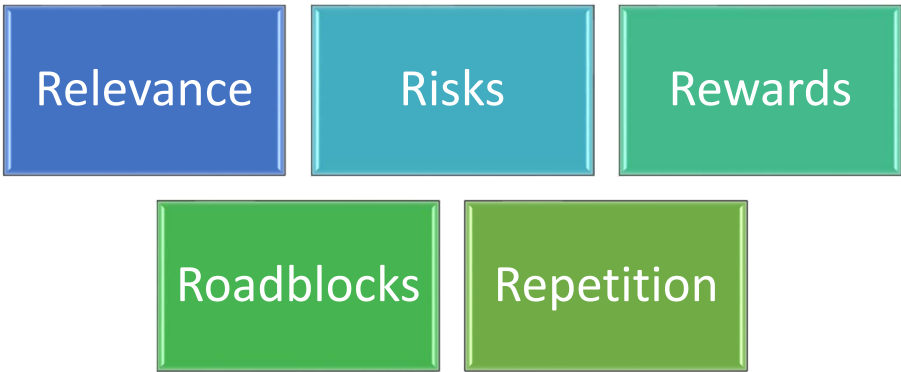 Relevance
Risks
Rewards
Roadblocks
Repetition